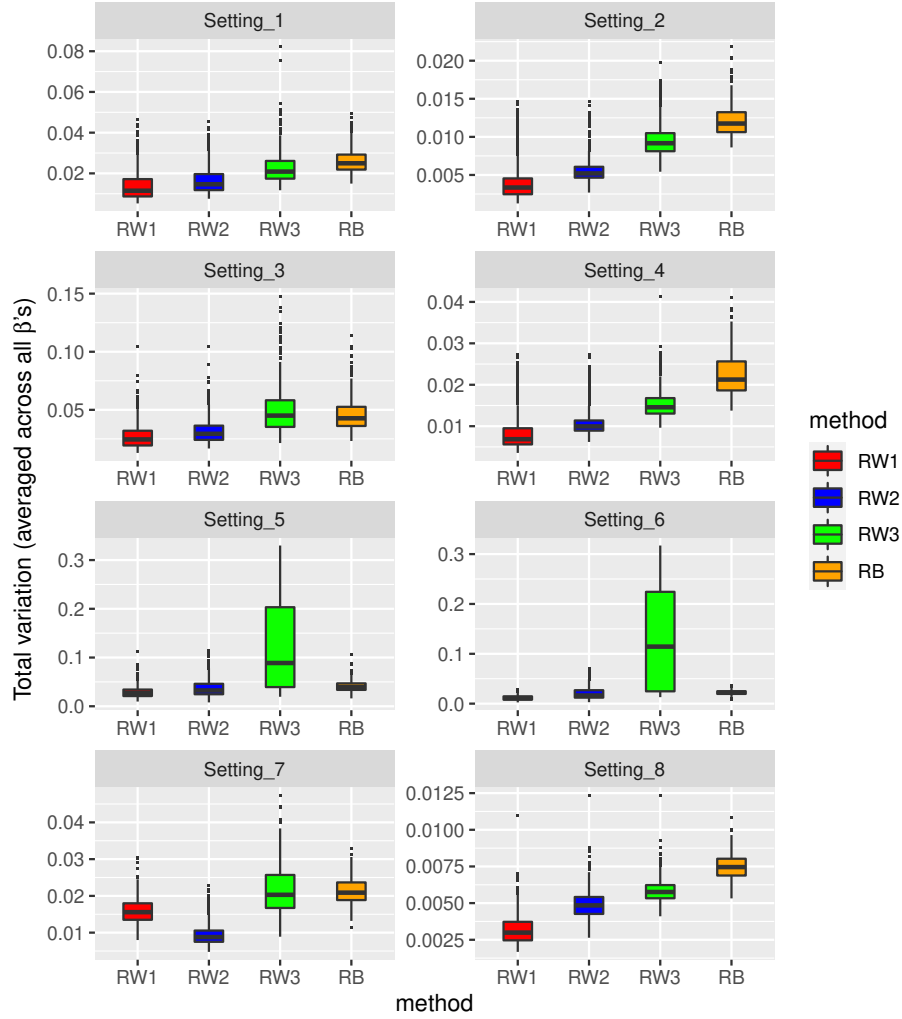 Setting_1
Setting_2
0.08
0.06
0.04
0.02
0.020
0.015
0.010
0.005
RW1 RW2 RW3 RB
RW1 RW2 RW3 RB
Setting_3
Setting_4
0.15
0.10
0.05
0.04
0.03
0.02
0.01
RW1 RW2 RW3 RB
RW1 RW2 RW3 RB
Setting_5
Setting_6
0.3
0.2
0.1
0.0
0.3
0.2
0.1
0.0
RW1 RW2 RW3 RB
RW1 RW2 RW3 RB
Setting_7
Setting_8
0.04
0.03
0.02
0.01
0.0125
0.0100
0.0075
0.0050
0.0025
RW1 RW2 RW3 RB
RW1 RW2 RW3 RB
method
Total variation (averaged across all β's)
method
RW1
RW2
RW3
RB